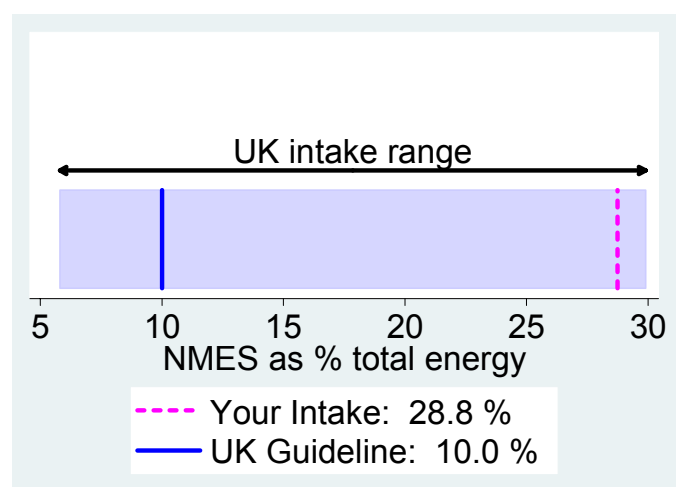 UK intake range
5 10 15 20 25 30
NMES as % total energy
Your Intake: 28.8 %
UK Guideline: 10.0 %